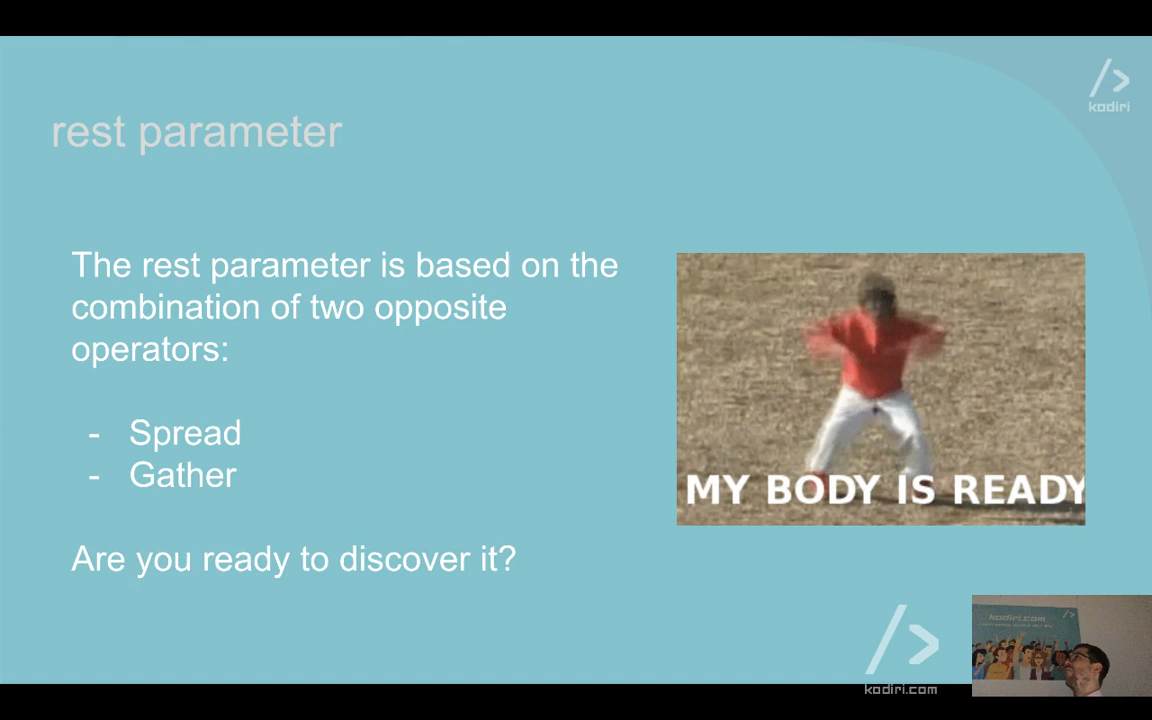 kodiri
rest parameter
The rest parameter is based on the
combination of two opposite
operators:
- Spread
- Gather
Are you ready to discover it?
MY BODY IS READY
kodiri.com
kodiri.com